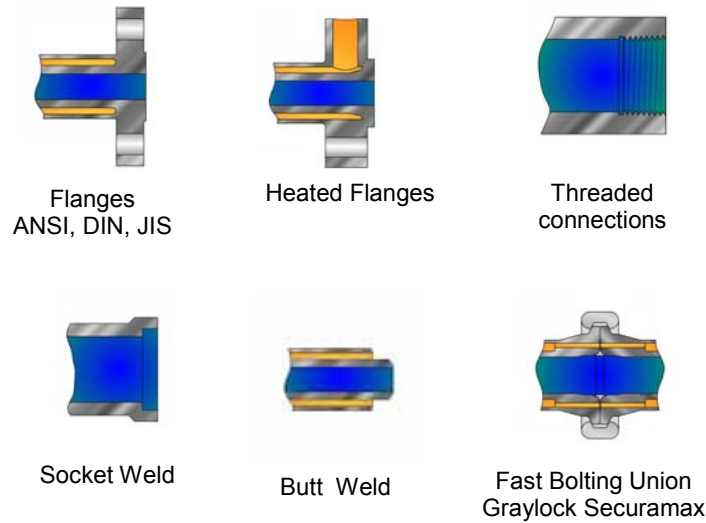 Flanges
ANSI, DIN, JIS
Heated Flanges
Threaded
connections
Socket Weld
Butt Weld
Fast Bolting Union
Graylock Securamax